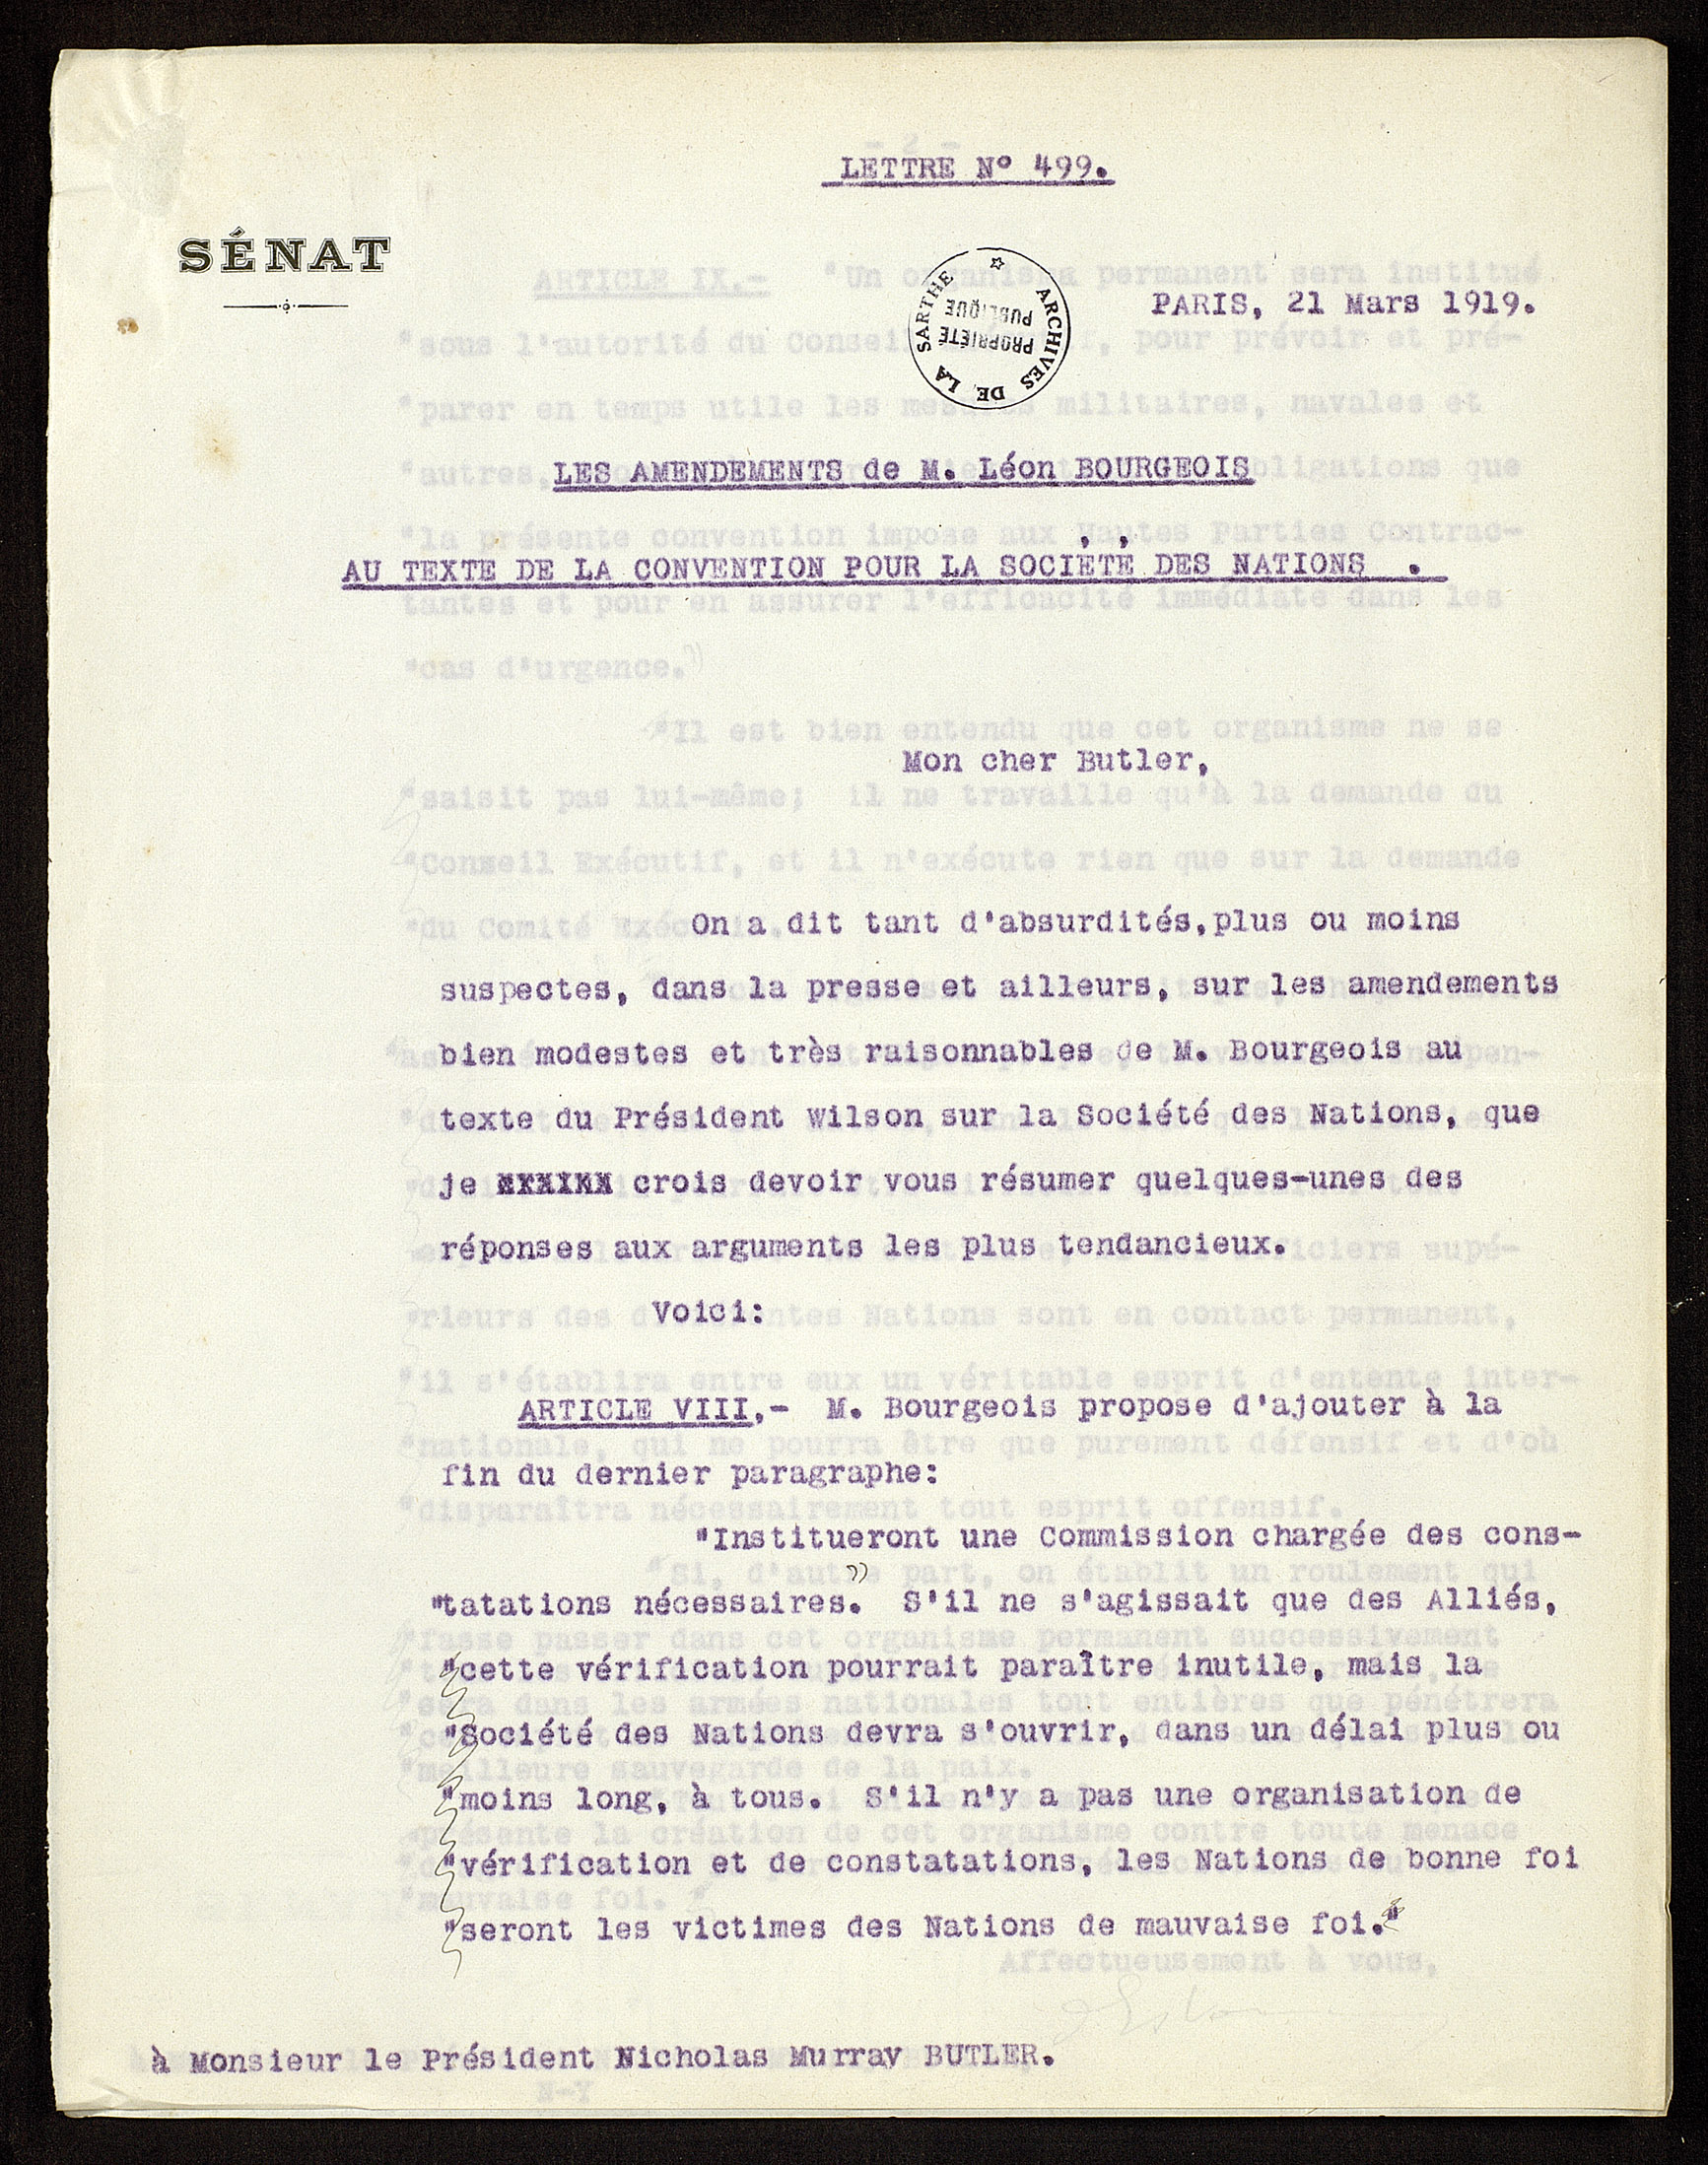 LETTRE Nº 499.
SÉNAT
ARCHIVES DE LA SARTHE
PROPRIÉTÉ
PUBLIQUE
PARIS, 21 Mars 1919.
LES AMENDEMENTS de M. Léon BOURGEOIS
AU TEXTE DE LA CONVENTION POUR LA SOCIÉTÉ DES NATIONS .
Mon cher Butler,
On a dit tant d'absurdités, plus ou moins
suspectes, dans la presse et ailleurs, sur les amendements
bien modestes et très raisonnables de M. Bourgeois au
texte du Président Wilson sur la Société des Nations, que
je crois devoir vous résumer quelques-unes des
réponses aux arguments les plus tendancieux.
Voici:
ARTICLE VIII.- M. Bourgeois propose d'ajouter à la
fin du dernier paragraphe:
"Institueront une Commission chargée des cons-
"tatations nécessaires." S'il ne s'agissait que des Alliés,
"cette vérification pourrait paraître inutile, mais la
"Société des Nations devra s'ouvrir, dans un délai plus ou
"moins long, à tous. S'il n'y a pas une organisation de
"vérification et de constatations, les Nations de bonne foi
"seront les victimes des Nations de mauvaise foi."
à Monsieur le Président Nicholas Murray BUTLER.